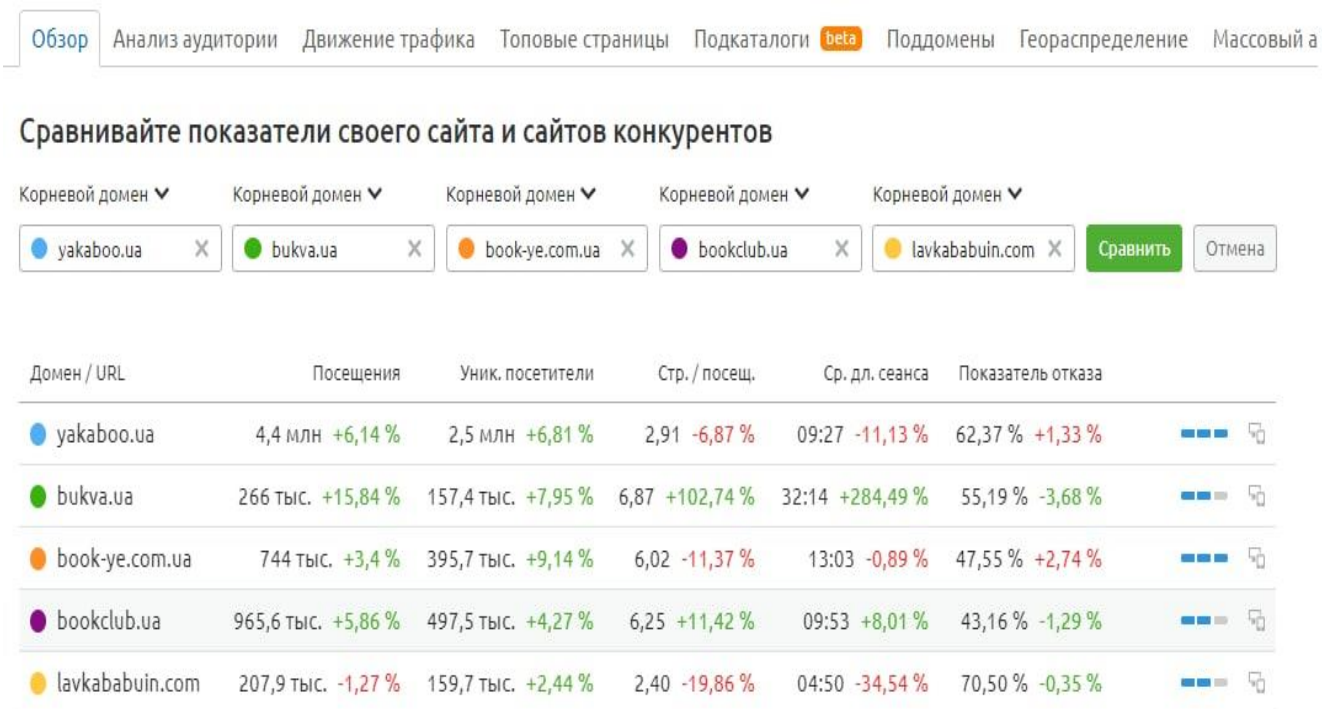 Обзор Анализ аудитории Движение трафика Топовые страницы Подкаталоги beta Поддомены Геораспределение Массовый а
Сравнивайте показатели своего сайта и сайтов конкурентов
Корневой домен Корневой домен Корневой домен Корневой домен Корневой домен
yakaboo.ua bukva.ua book-ye.com.ua bookclub.ua lavkababuin.com Сравнить Отмена
Домен / URL Посещения Уник. посетители Стр. / посещ. Ср. дл. сеанса Показатель отказа
yakaboo.ua 4,4 млн +6,14 % 2,5 млн +6,81 % 2,91 -6,87 % 09:27 -11,13 % 62,37 % +1,33 %
bukva.ua 266 тыс. +15,84 % 157,4 тыс. +7,95 % 6,87 +102,74 % 32:14 +284,49 % 55,19 % -3,68 %
book-ye.com.ua 744 тыс. +3,4 % 395,7 тыс. +9,14 % 6,02 -11,37 % 13:03 -0,89 % 47,55 % +2,74 %
bookclub.ua 965,6 тыс. +5,86 % 497,5 тыс. +4,27 % 6,25 +11,42 % 09:53 +8,01 % 43,16 % -1,29 %
lavkababuin.com 207,9 тыс. -1,27 % 159,7 тыс. +2,44 % 2,40 -19,86 % 04:50 -34,54 % 70,50 % -0,35 %